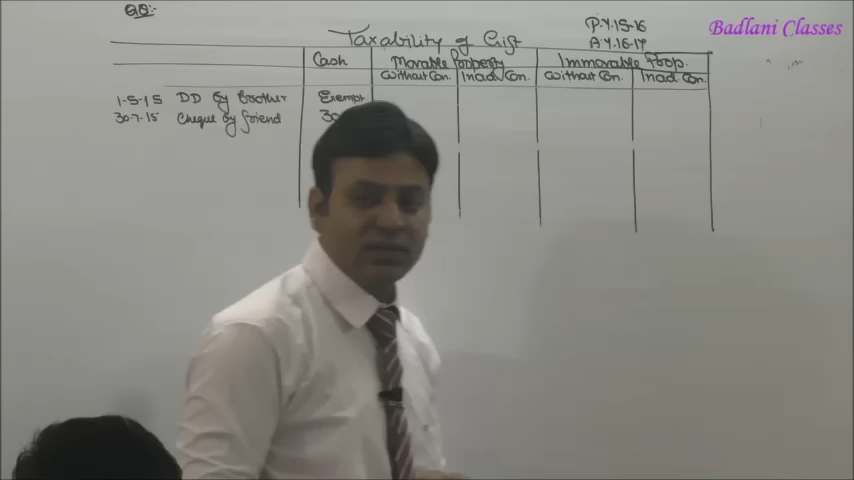 Badlani Classes
P.Y.15-16
Taxability of Gift
A.Y.16-17
Cash Movable Property Immovable Prop.
Without Con. Inad. Con. Without Con. Inad Con.
1-5-15 DD by brother Exempt
30-7-15 Cheque by friend